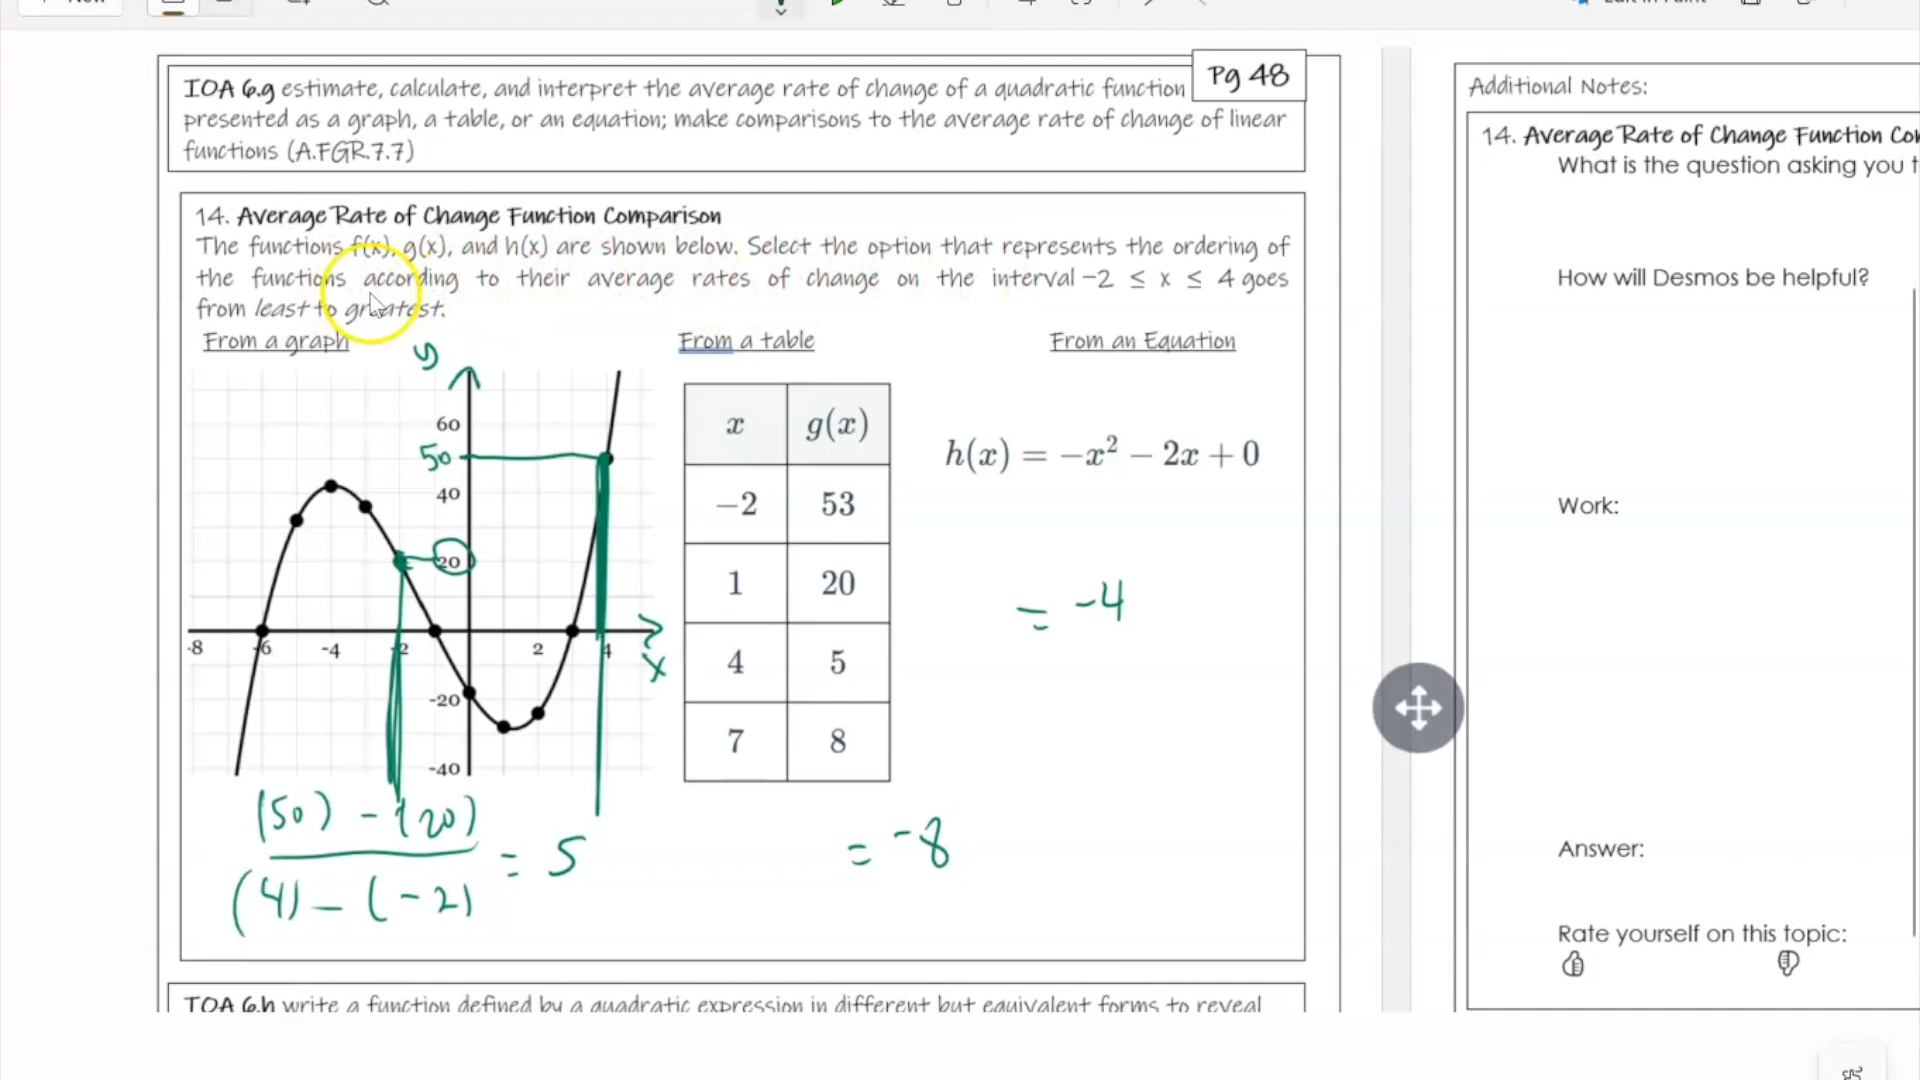 New
Edit in Paint
Pg 48
IOA 6.g estimate, calculate, and interpret the average rate of change of a quadratic function
presented as a graph, a table, or an equation; make comparisons to the average rate of change of linear
functions (A.FGR.7.7)
14. Average Rate of Change Function Comparison
The functions f(x), g(x), and h(x) are shown below. Select the option that represents the ordering of
the functions according to their average rates of change on the interval −2 ≤ x ≤ 4 goes
from least to greatest.
From a graph
From a table
From an Equation
y
60
50
40
20
-8 -6 -4 -2 2 4
x
-20
-40
(50) - (20)
(4) - (-2)
= 5
x g(x)
−2 53
1 20
4 5
7 8
= -8
h(x) = −x² − 2x + 0
= -4
IOA 6.h write a function defined by a quadratic expression in different but equivalent forms to reveal
Additional Notes:
14. Average Rate of Change Function
What is the question asking you
How will Desmos be helpful?
Work:
Answer:
Rate yourself on this topic: